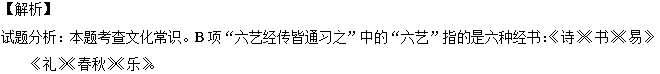 【解析】
试题分析：本题考查文化常识。B 项“六艺经传皆通习之”中的“六艺”指的是六种经书：《诗》《书》《易》
《礼》《春秋》《乐》。